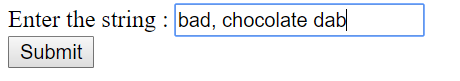 Enter the string : bad, chocolate dab
Submit